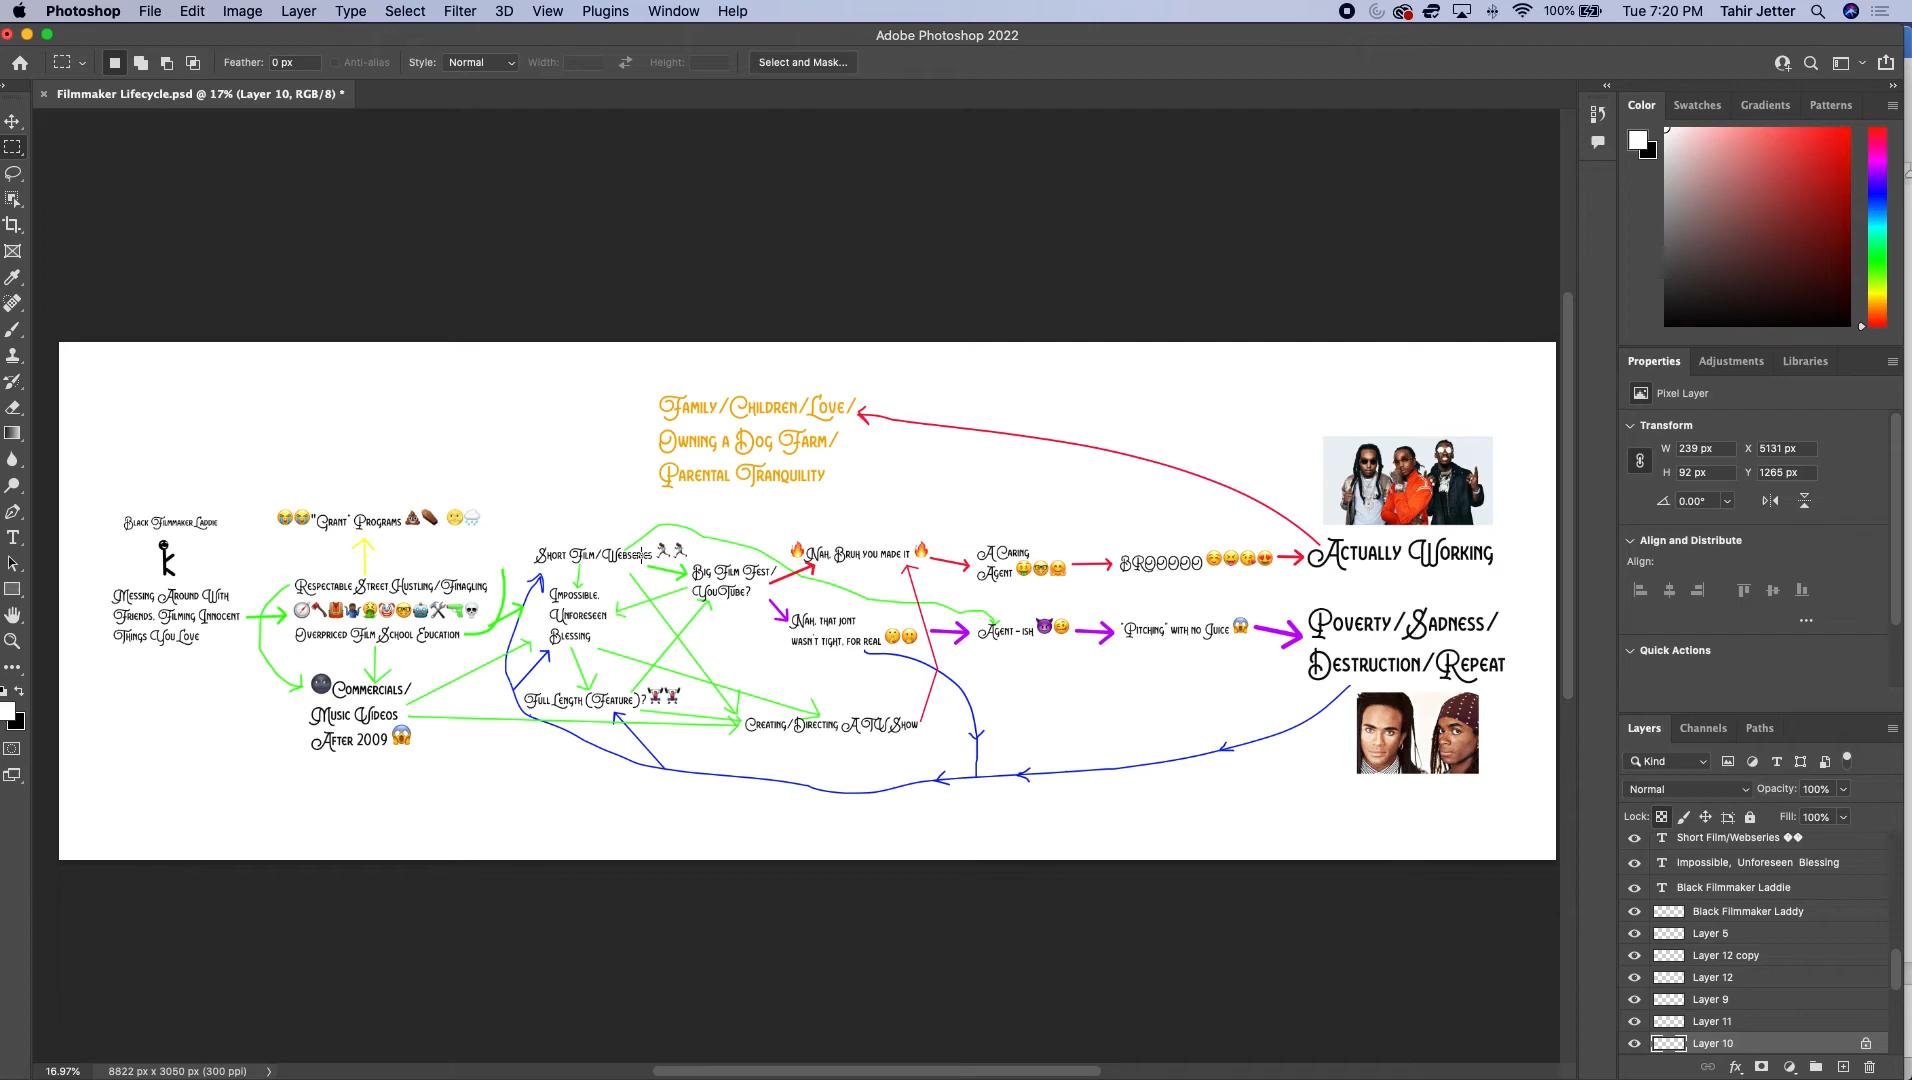 Photoshop File Edit Image Layer Type Select Filter 3D View Plugins Window Help
100% Tue 7:20 PM Tahir Jetter
Adobe Photoshop 2022
Feather: 0 px Anti-alias Style: Normal Width: Height: Select and Mask...
Filmmaker Lifecycle.psd @ 17% (Layer 10, RGB/8) *
Family/Children/Love/
Owning a Dog Farm/
Parental Tranquility
Black Filmmaker Laddie
Messing Around With
Friends, Filming Innocent
Things You Love
"Grant" Programs
Respectable Street Hustling/Finagling
Overpriced Film School Education
Commercials/
Music Videos
After 2009
Short Film/Webseries
Impossible,
Unforeseen
Blessing
Full Length (Feature)?
Big Film Fest/
YouTube?
Creating/Directing A TV Show
Nah, Bruh, you made it
Nah, that joint
wasn't tight, for real
A Caring
Agent
Agent-ish
BROOOOO
"Pitching" with no Juice
Actually Working
Poverty/Sadness/
Destruction/Repeat
Color Swatches Gradients Patterns
Properties Adjustments Libraries
Pixel Layer
Transform
W 239 px X 5131 px
H 92 px Y 1265 px
0.00°
Align and Distribute
Align:
Quick Actions
Layers Channels Paths
Kind
Normal Opacity: 100%
Lock: Fill: 100%
Short Film/Webseries ��
Impossible, Unforeseen Blessing
Black Filmmaker Laddie
Black Filmmaker Laddy
Layer 5
Layer 12 copy
Layer 12
Layer 9
Layer 11
Layer 10
16.97% 8822 px x 3050 px (300 ppi)